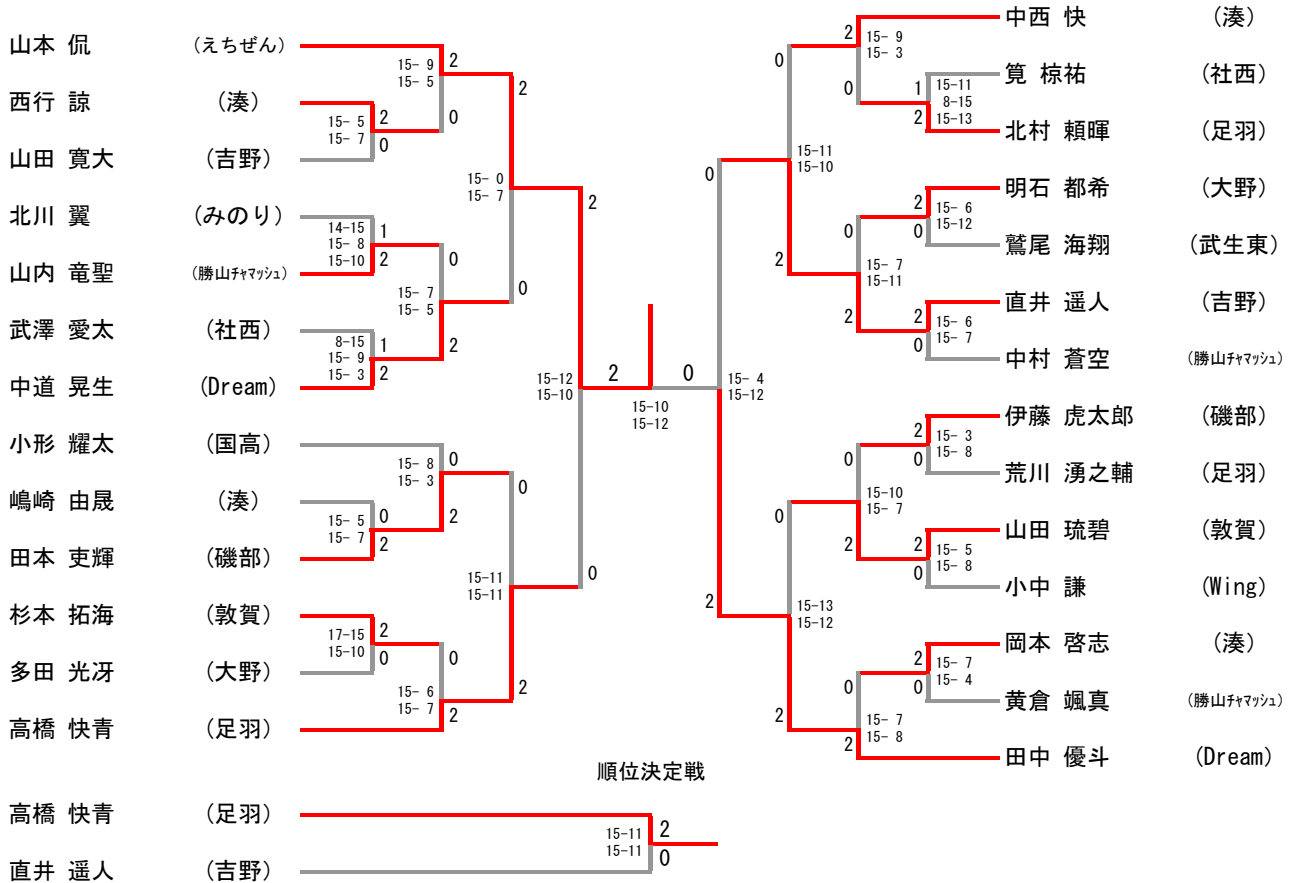 山本 侃 (えちぜん)
西行 諒 (湊)
山田 寛大 (吉野)
北川 翼 (みのり)
山内 竜聖 (勝山チャマッシュ)
武澤 愛太 (社西)
中道 晃生 (Dream)
小形 耀太 (国高)
嶋崎 由晟 (湊)
田本 吏輝 (磯部)
杉本 拓海 (敦賀)
多田 光冴 (大野)
高橋 快青 (足羽)
15- 9 2
15- 5 0
15- 5 2
15- 7 0
14-15 1
15- 8
15-10 2
8-15 1
15- 9
15- 3 2
15- 7 0
15- 5 2
15- 0 2
15- 7 0
15- 8 0
15- 3 2
15- 5 0
15- 7 2
17-15 2
15-10 0
15- 6 0
15- 7 2
15-11 0
15-11 2
15-12 2
15-10 0
2 0
15-10
15-12
中西 快 (湊)
筧 椋祐 (社西)
北村 頼暉 (足羽)
明石 都希 (大野)
鷲尾 海翔 (武生東)
直井 遥人 (吉野)
中村 蒼空 (勝山チャマッシュ)
伊藤 虎太郎 (磯部)
荒川 湧之輔 (足羽)
山田 琉碧 (敦賀)
小中 謙 (Wing)
岡本 啓志 (湊)
黄倉 颯真 (勝山チャマッシュ)
田中 優斗 (Dream)
2 15- 9
0 15- 3
1 15-11
8-15
2 15-13
0 15-11
2 15-10
2 15- 6
0 15-12
0 15- 7
2 15-11
2 15- 6
0 15- 7
0 15- 4
2 15-12
2 15- 3
0 15- 8
0 15-10
2 15- 7
2 15- 5
0 15- 8
0 15-13
2 15-12
2 15- 7
0 15- 4
0 15- 7
2 15- 8
順位決定戦
高橋 快青 (足羽)
直井 遥人 (吉野)
15-11 2
15-11 0